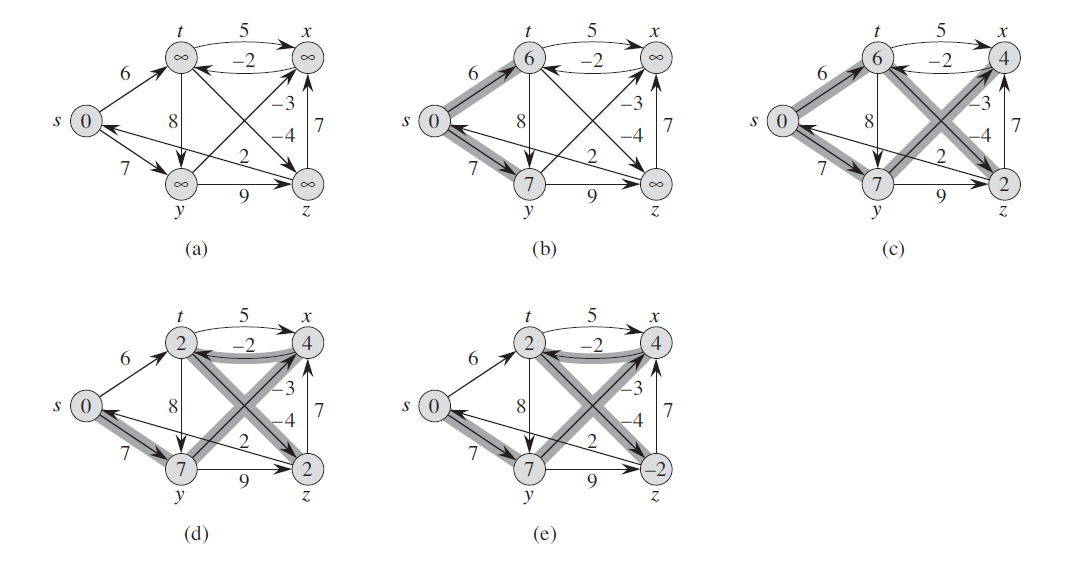 t 5 x t 5 x t 5 x
∞ −2 ∞ 6 −2 ∞ 6 −2 4
6 6 6
−3 −3 −3
s 0 8 −4 7 s 0 8 −4 7 s 0 8 −4 7
7 2 7 2 7 2
∞ 9 ∞ 7 9 ∞ 7 9 2
y z y z y z
(a) (b) (c)
t 5 x t 5 x
2 −2 4 2 −2 4
6 6
−3 −3
s 0 8 −4 7 s 0 8 −4 7
7 2 7 2
7 9 2 7 9 −2
y z y z
(d) (e)